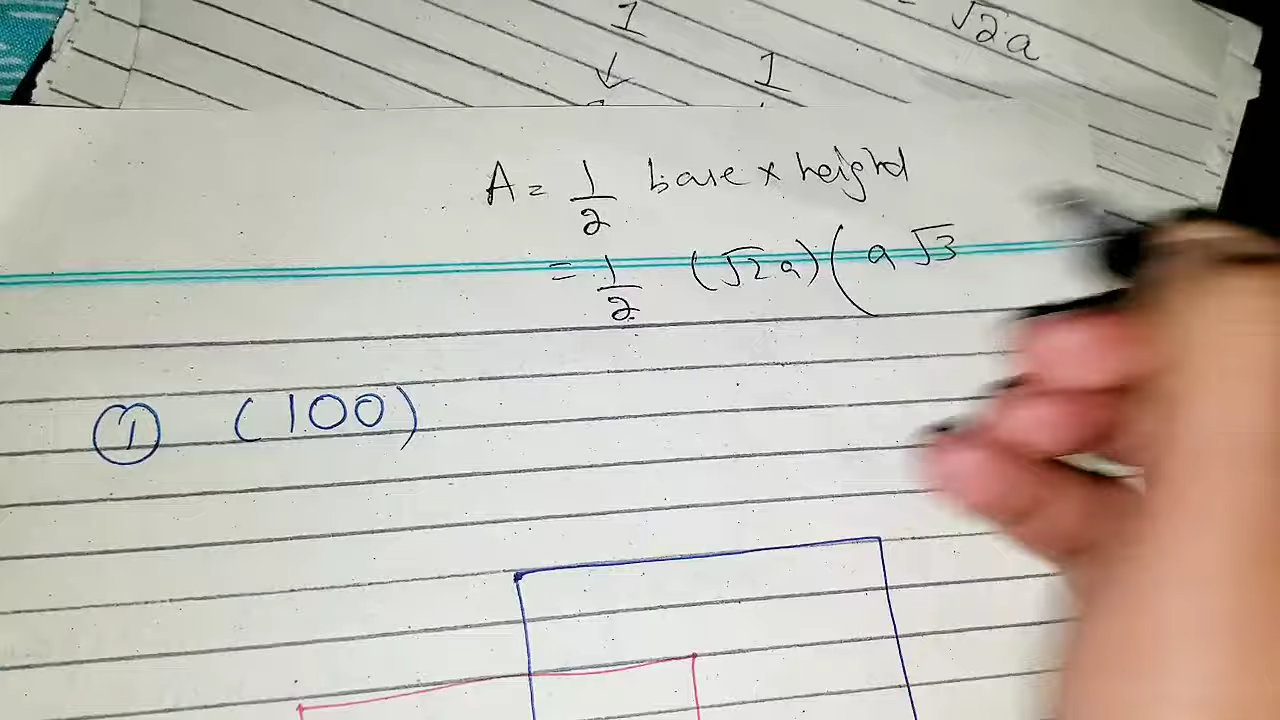 √2a
1
↓ 1
A = 1/2 base × height
= 1/2 (√2a)(a√3
① (100)